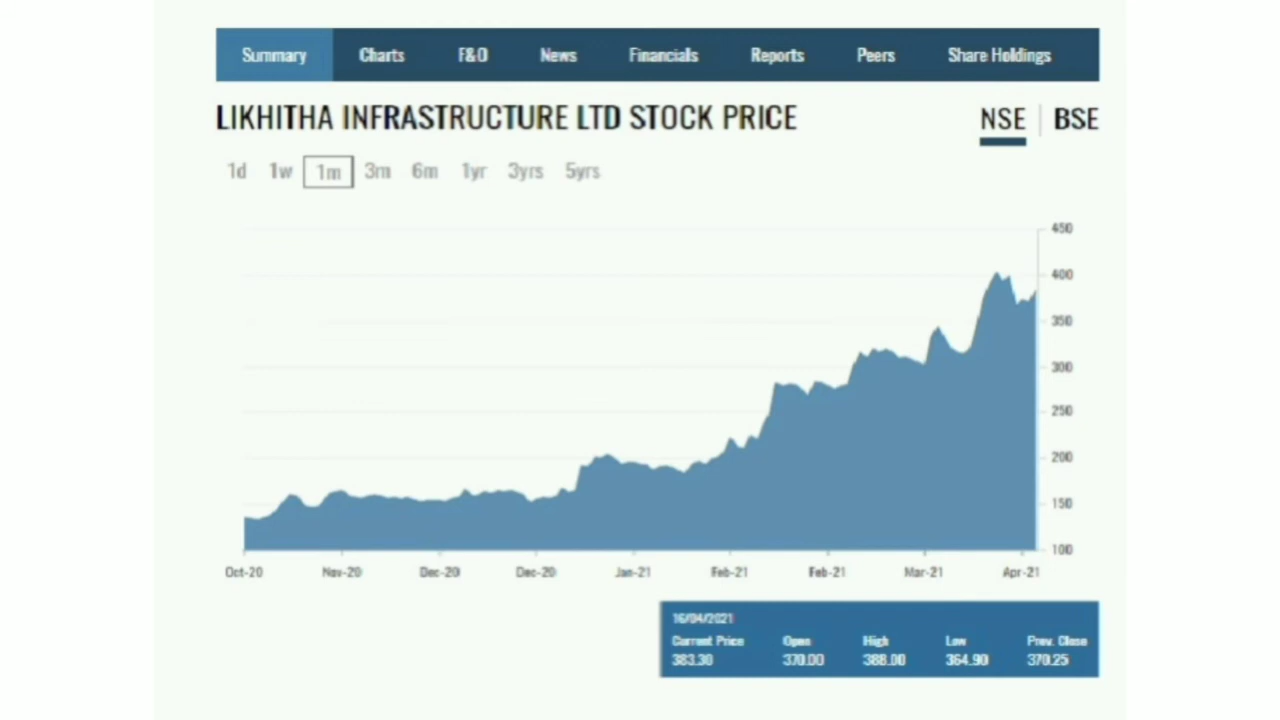 Summary Charts F&O News Financials Reports Peers Share Holdings
LIKHITHA INFRASTRUCTURE LTD STOCK PRICE NSE BSE
1d 1w 1m 3m 6m 1yr 3yrs 5yrs
450
400
350
300
250
200
150
100
Oct-20 Nov-20 Dec-20 Dec-20 Jan-21 Feb-21 Feb-21 Mar-21 Apr-21
16/04/2021
Current Price Open High Low Prev. Close
383.30 370.00 388.00 364.90 370.25